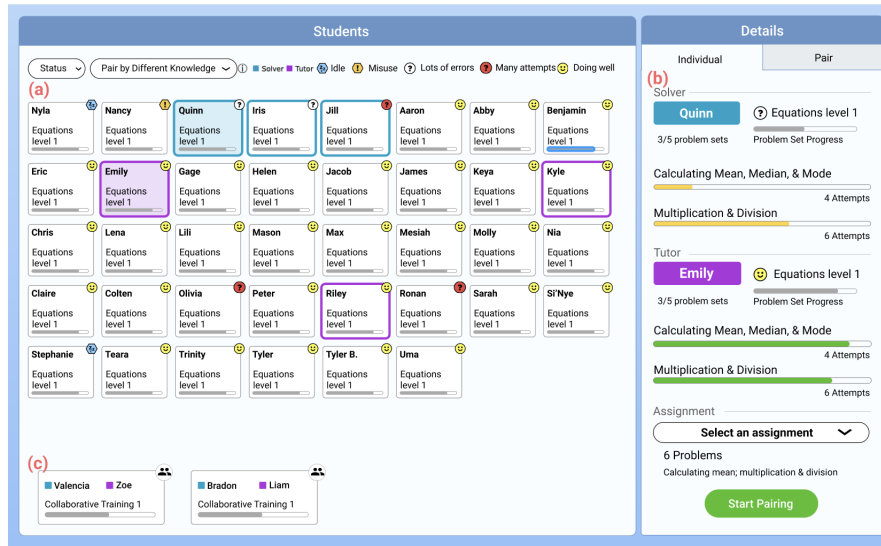 Students
Status
Pair by Different Knowledge
Solver
Tutor
Idle
Misuse
Lots of errors
Many attempts
Doing well
(a)
Nyla
Equations
level 1
Nancy
Equations
level 1
Quinn
Equations
level 1
Iris
Equations
level 1
Jill
Equations
level 1
Aaron
Equations
level 1
Abby
Equations
level 1
Benjamin
Equations
level 1
Eric
Equations
level 1
Emily
Equations
level 1
Gage
Equations
level 1
Helen
Equations
level 1
Jacob
Equations
level 1
James
Equations
level 1
Keya
Equations
level 1
Kyle
Equations
level 1
Chris
Equations
level 1
Lena
Equations
level 1
Lili
Equations
level 1
Mason
Equations
level 1
Max
Equations
level 1
Mesiah
Equations
level 1
Molly
Equations
level 1
Nia
Equations
level 1
Claire
Equations
level 1
Colten
Equations
level 1
Olivia
Equations
level 1
Peter
Equations
level 1
Riley
Equations
level 1
Ronan
Equations
level 1
Sarah
Equations
level 1
Si'Nye
Equations
level 1
Stephanie
Equations
level 1
Teara
Equations
level 1
Trinity
Equations
level 1
Tyler
Equations
level 1
Tyler B.
Equations
level 1
Uma
Equations
level 1
(c)
Valencia
Zoe
Collaborative Training 1
Bradon
Liam
Collaborative Training 1
Details
Individual
Pair
(b)
Solver
Quinn
? Equations level 1
3/5 problem sets
Problem Set Progress
Calculating Mean, Median, & Mode
4 Attempts
Multiplication & Division
6 Attempts
Tutor
Emily
Equations level 1
3/5 problem sets
Problem Set Progress
Calculating Mean, Median, & Mode
4 Attempts
Multiplication & Division
6 Attempts
Assignment
Select an assignment
6 Problems
Calculating mean; multiplication & division
Start Pairing